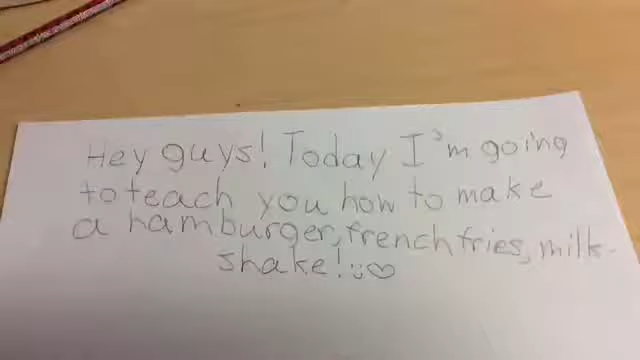 Hey guys! Today I'm going
to teach you how to make
a hamburger, french fries, milk-
shake! :) ♡